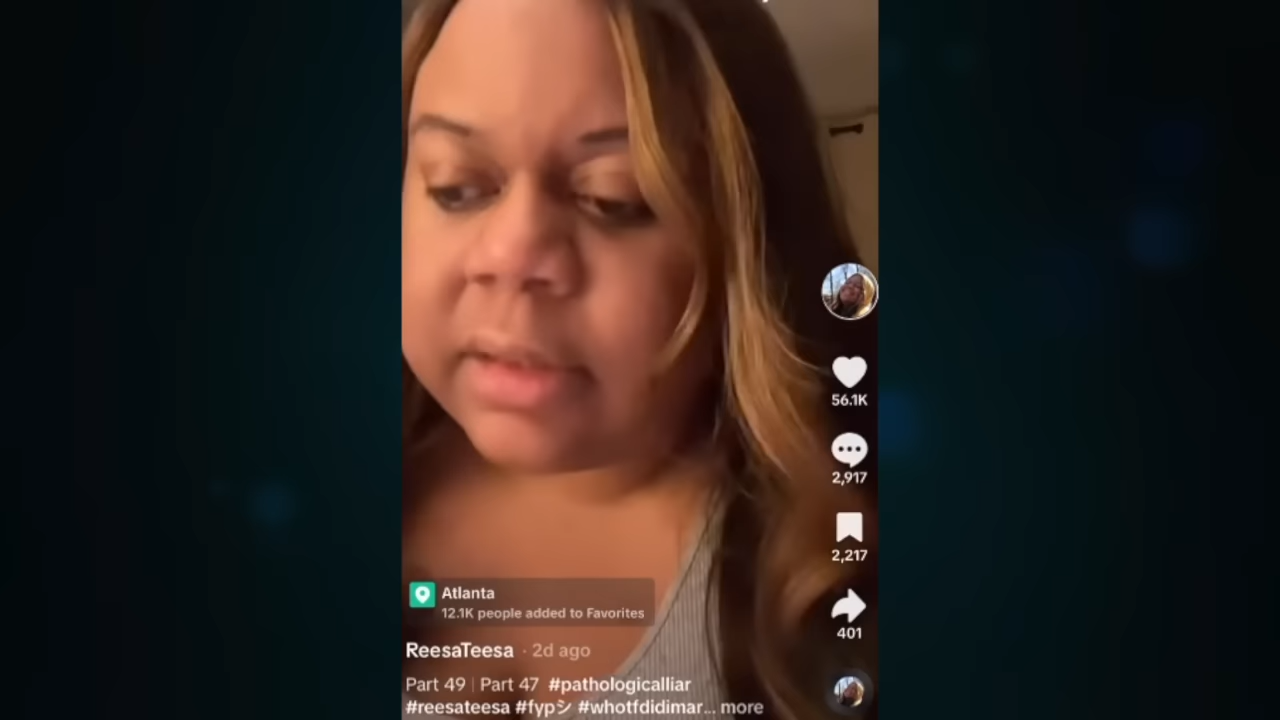 56.1K
2,917
2,217
401
Atlanta
12.1K people added to Favorites
ReesaTeesa · 2d ago
Part 49 | Part 47 #pathologicalliar
#reesateesa #fypシ #whotfdidimar... more